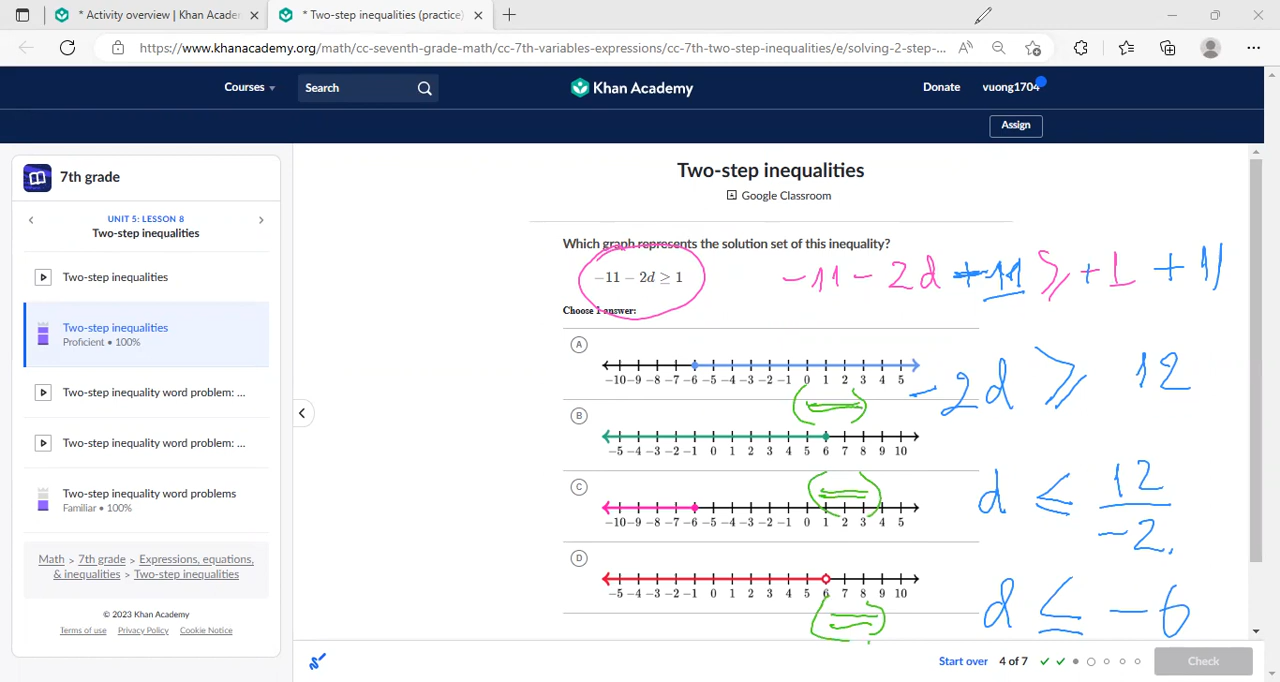 * Activity overview | Khan Acade
* Two-step inequalities (practice)
https://www.khanacademy.org/math/cc-seventh-grade-math/cc-7th-variables-expressions/cc-7th-two-step-inequalities/e/solving-2-step-...
Courses
Search
Khan Academy
Donate
vuong1704
Assign
7th grade
UNIT 5: LESSON 8
Two-step inequalities
Two-step inequalities
Two-step inequalities
Proficient • 100%
Two-step inequality word problem: ...
Two-step inequality word problem: ...
Two-step inequality word problems
Familiar • 100%
Math > 7th grade > Expressions, equations,
& inequalities > Two-step inequalities
© 2023 Khan Academy
Terms of use Privacy Policy Cookie Notice
Two-step inequalities
Google Classroom
Which graph represents the solution set of this inequality?
−11 − 2d ≥ 1
Choose 1 answer:
A
−10 −9 −8 −7 −6 −5 −4 −3 −2 −1 0 1 2 3 4 5
B
−5 −4 −3 −2 −1 0 1 2 3 4 5 6 7 8 9 10
C
−10 −9 −8 −7 −6 −5 −4 −3 −2 −1 0 1 2 3 4 5
D
−5 −4 −3 −2 −1 0 1 2 3 4 5 6 7 8 9 10
−11 − 2d + 11 ≥ +1 + 11
−2d ≥ 12
d ≤ 12/−2
d ≤ −6
(=)
(=)
(=)
Start over 4 of 7 Check